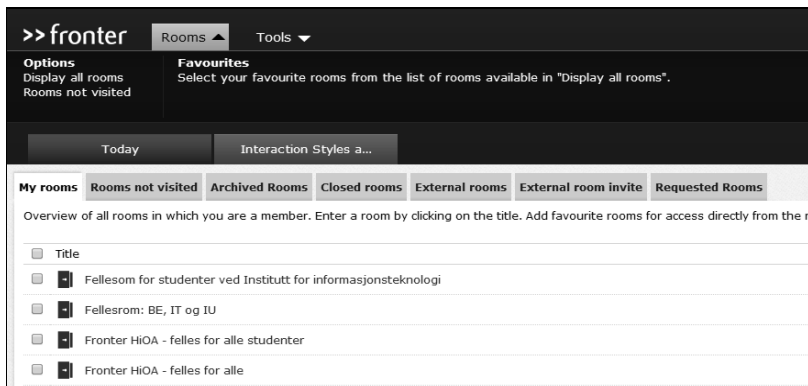 >>fronter Rooms Tools
Options Favourites
Display all rooms Select your favourite rooms from the list of rooms available in "Display all rooms".
Rooms not visited
Today Interaction Styles a...
My rooms Rooms not visited Archived Rooms Closed rooms External rooms External room invite Requested Rooms
Overview of all rooms in which you are a member. Enter a room by clicking on the title. Add favourite rooms for access directly from the
Title
Fellesom for studenter ved Institutt for informasjonsteknologi
Fellesrom: BE, IT og IU
Fronter HiOA - felles for alle studenter
Fronter HiOA - felles for alle